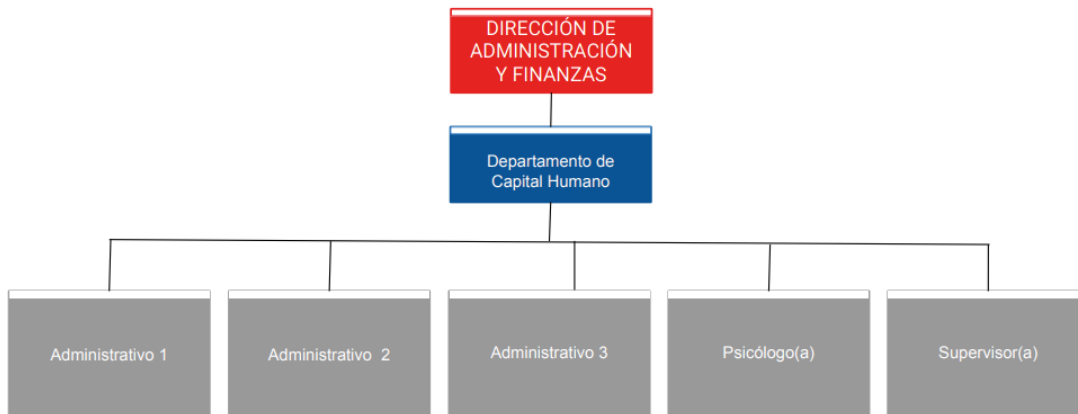 DIRECCIÓN DE
ADMINISTRACIÓN
Y FINANZAS
Departamento de
Capital Humano
Administrativo 1
Administrativo 2
Administrativo 3
Psicólogo(a)
Supervisor(a)